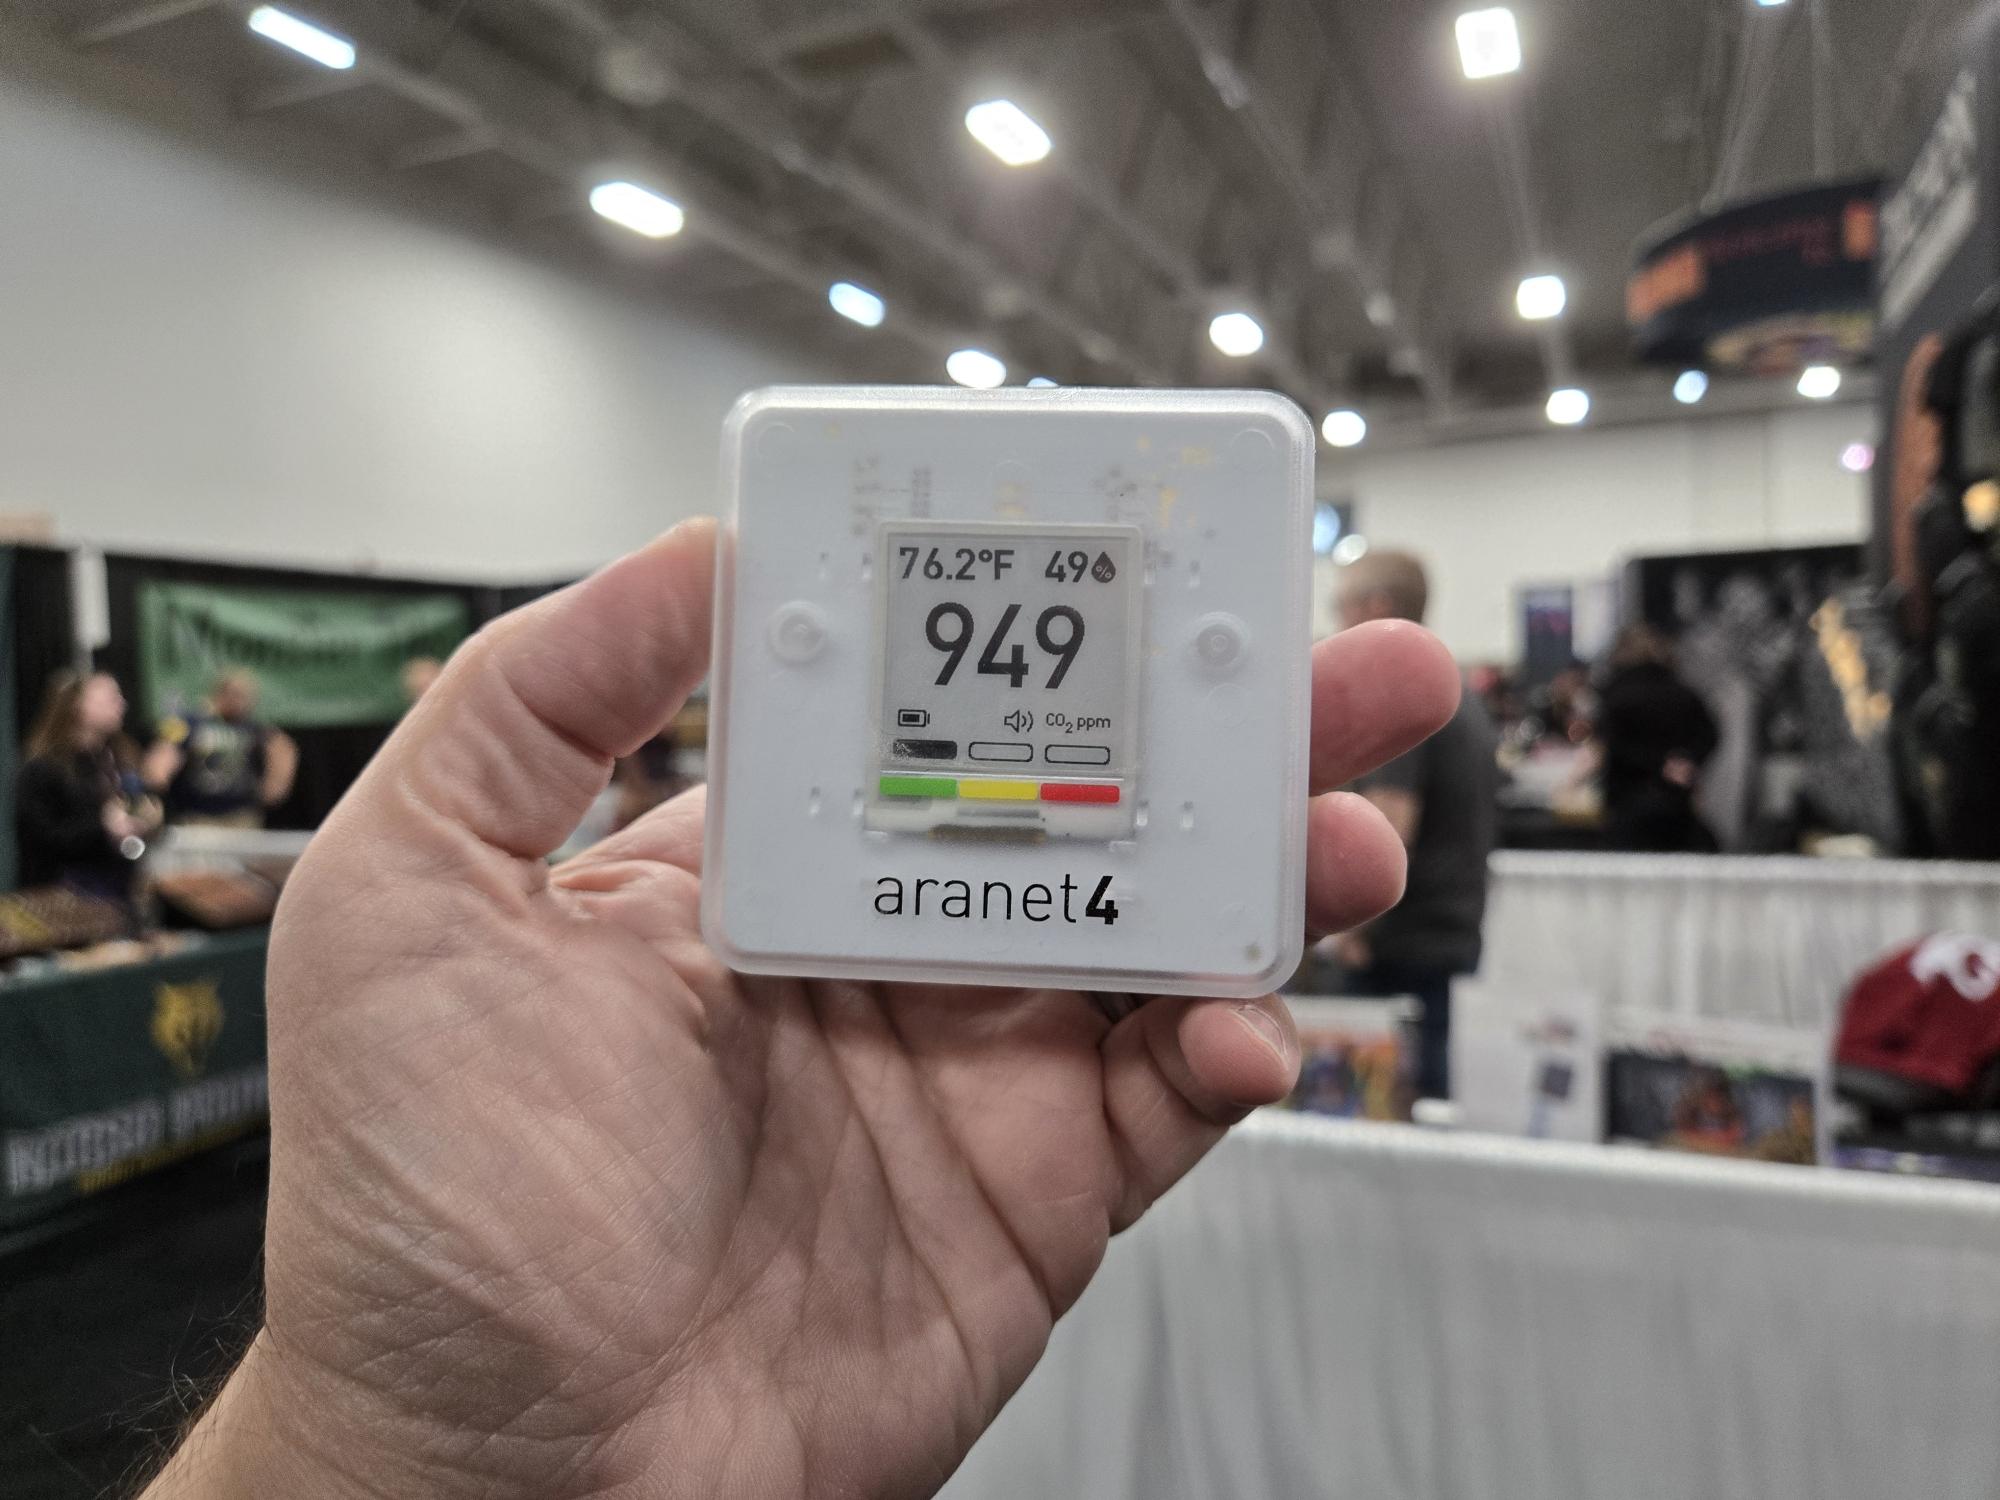 76.2°F 49%
949
CO₂ ppm
aranet4